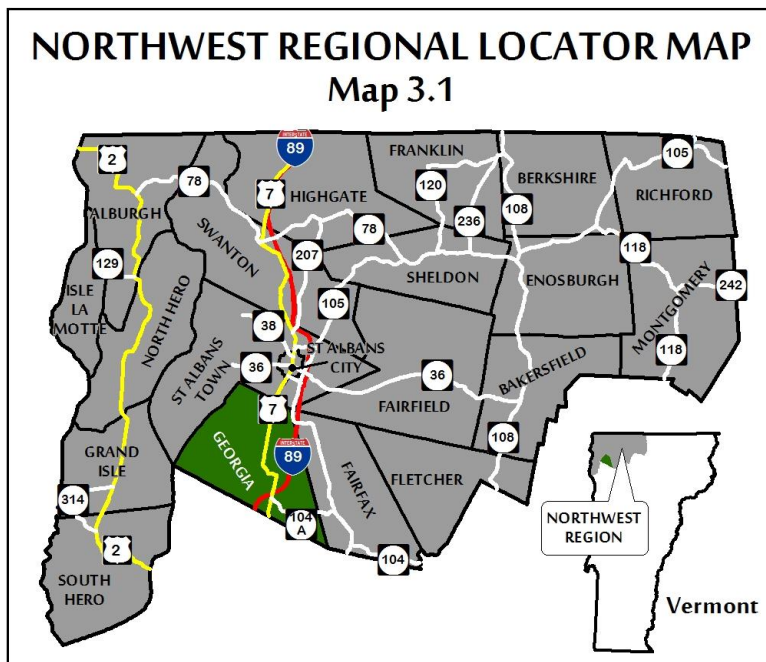 NORTHWEST REGIONAL LOCATOR MAP
Map 3.1
INTERSTATE
89
2
FRANKLIN
105
78
7
HIGHGATE
120
BERKSHIRE
RICHFORD
ALBURGH
108
SWANTON
78
236
207
118
129
SHELDON
ENOSBURGH
MONTGOMERY
242
ISLE
LA
MOTTE
NORTH HERO
105
38
ST ALBANS
CITY
118
ST ALBANS
TOWN
36
36
BAKERSFIELD
7
FAIRFIELD
GEORGIA
108
GRAND
ISLE
INTERSTATE
89
FAIRFAX
FLETCHER
314
104
A
NORTHWEST
REGION
2
104
SOUTH
HERO
Vermont